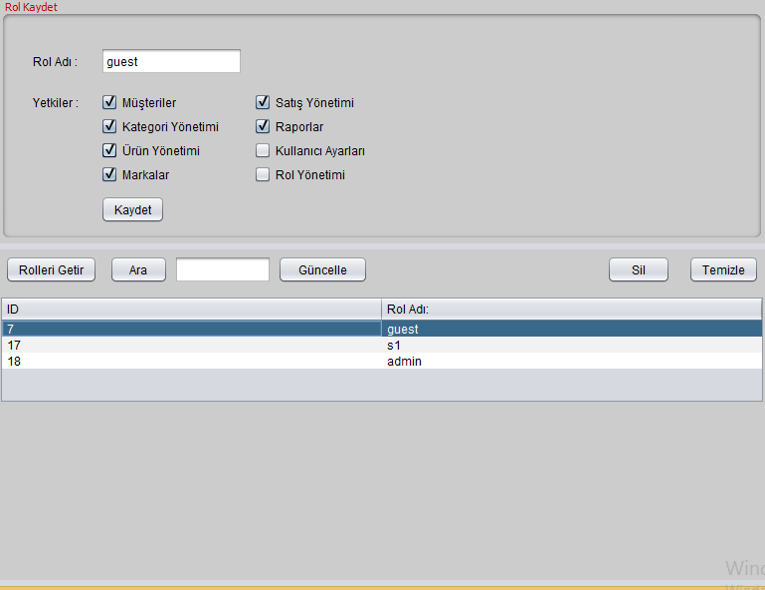 Rol Kaydet
Rol Adı : guest
Yetkiler : Müşteriler Satış Yönetimi
Kategori Yönetimi Raporlar
Ürün Yönetimi Kullanıcı Ayarları
Markalar Rol Yönetimi
Kaydet
Rolleri Getir Ara Güncelle Sil Temizle
ID Rol Adı:
7 guest
17 s1
18 admin